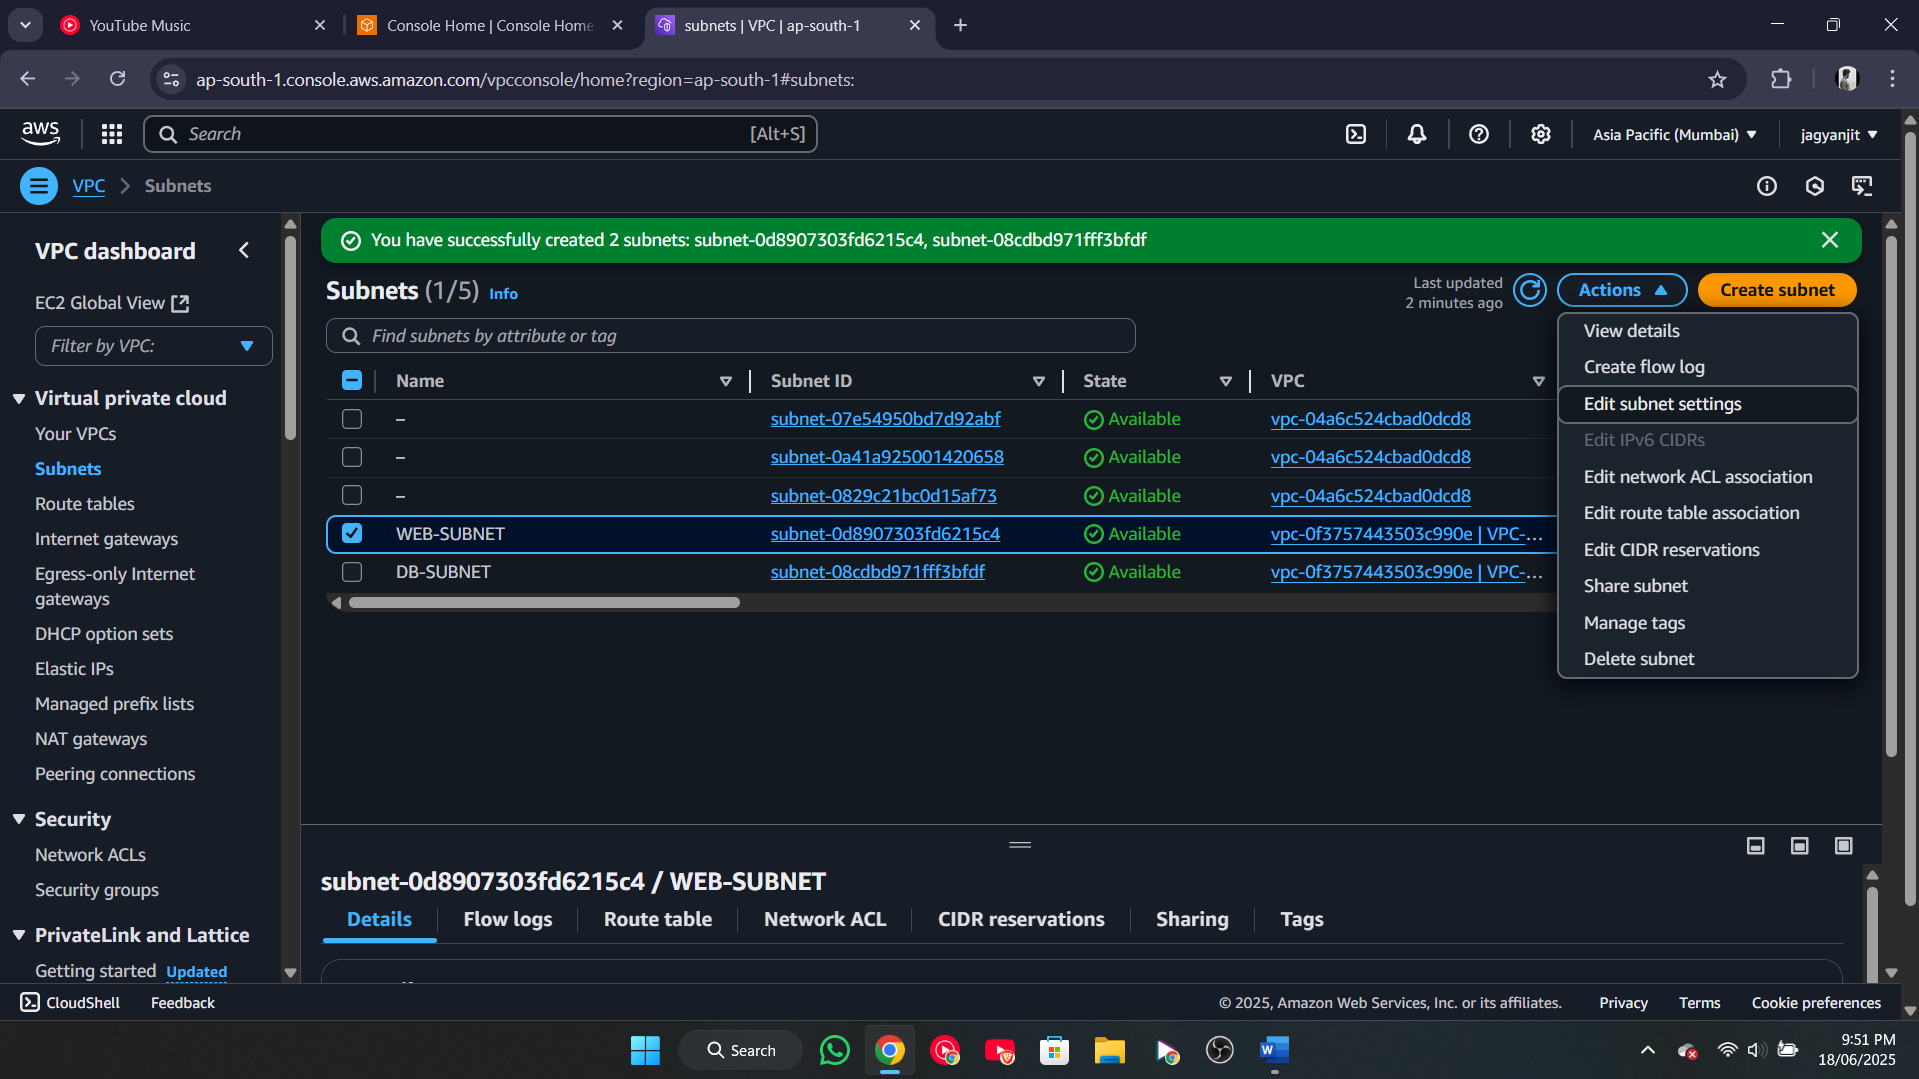 YouTube Music
Console Home | Console Home
subnets | VPC | ap-south-1
ap-south-1.console.aws.amazon.com/vpcconsole/home?region=ap-south-1#subnets:
aws
Search
[Alt+S]
Asia Pacific (Mumbai)
jagyanjit
VPC
Subnets
VPC dashboard
EC2 Global View
Filter by VPC:
Virtual private cloud
Your VPCs
Subnets
Route tables
Internet gateways
Egress-only Internet
gateways
DHCP option sets
Elastic IPs
Managed prefix lists
NAT gateways
Peering connections
Security
Network ACLs
Security groups
PrivateLink and Lattice
Getting started Updated
You have successfully created 2 subnets: subnet-0d8907303fd6215c4, subnet-08cdbd971fff3bfdf
Subnets (1/5) Info
Last updated
2 minutes ago
Actions
Create subnet
Find subnets by attribute or tag
Name Subnet ID State VPC
– subnet-07e54950bd7d92abf Available vpc-04a6c524cbad0dcd8
– subnet-0a41a925001420658 Available vpc-04a6c524cbad0dcd8
– subnet-0829c21bc0d15af73 Available vpc-04a6c524cbad0dcd8
WEB-SUBNET subnet-0d8907303fd6215c4 Available vpc-0f3757443503c990e | VPC-...
DB-SUBNET subnet-08cdbd971fff3bfdf Available vpc-0f3757443503c990e | VPC-...
View details
Create flow log
Edit subnet settings
Edit IPv6 CIDRs
Edit network ACL association
Edit route table association
Edit CIDR reservations
Share subnet
Manage tags
Delete subnet
subnet-0d8907303fd6215c4 / WEB-SUBNET
Details Flow logs Route table Network ACL CIDR reservations Sharing Tags
CloudShell Feedback © 2025, Amazon Web Services, Inc. or its affiliates. Privacy Terms Cookie preferences
Search
9:51 PM
18/06/2025